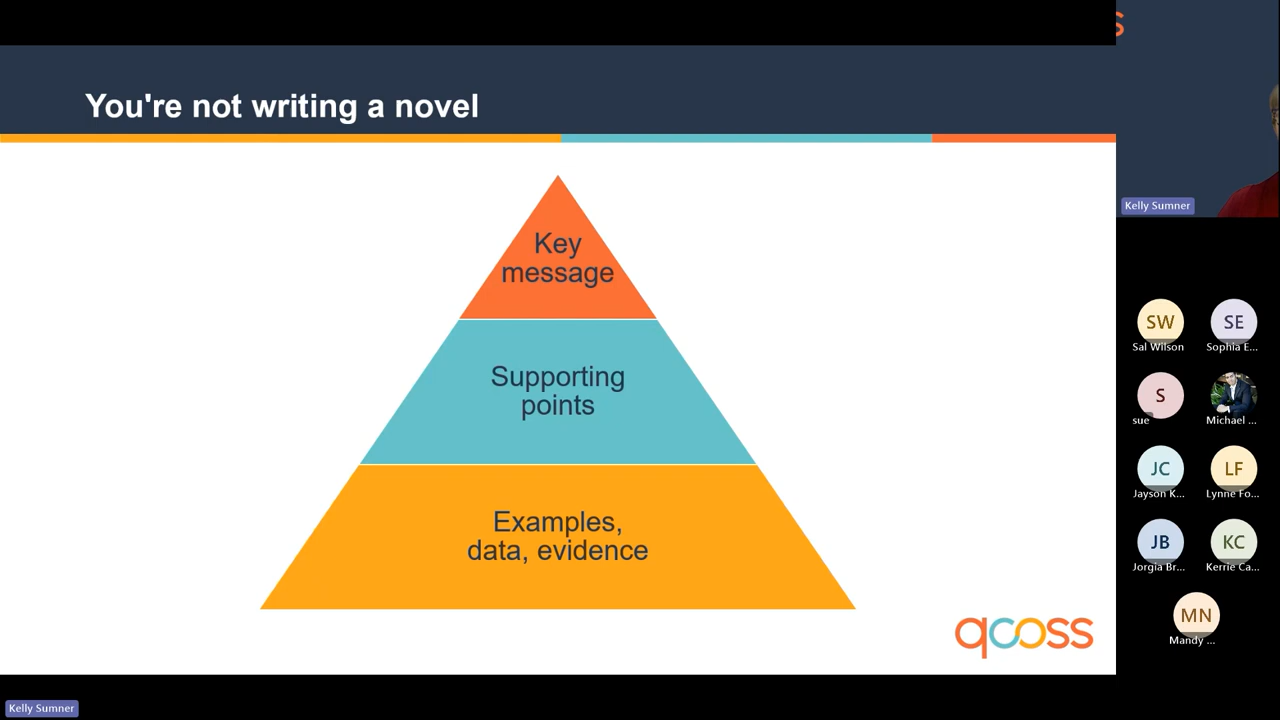 You're not writing a novel
Key
message
Supporting
points
Examples,
data, evidence
qcoss
Kelly Sumner
s
Kelly Sumner
SW
SE
Sal Wilson
Sophia E...
S
sue
Michael ...
JC
LF
Jayson K...
Lynne Fo...
JB
KC
Jorgia Br...
Kerrie Ca...
MN
Mandy ...